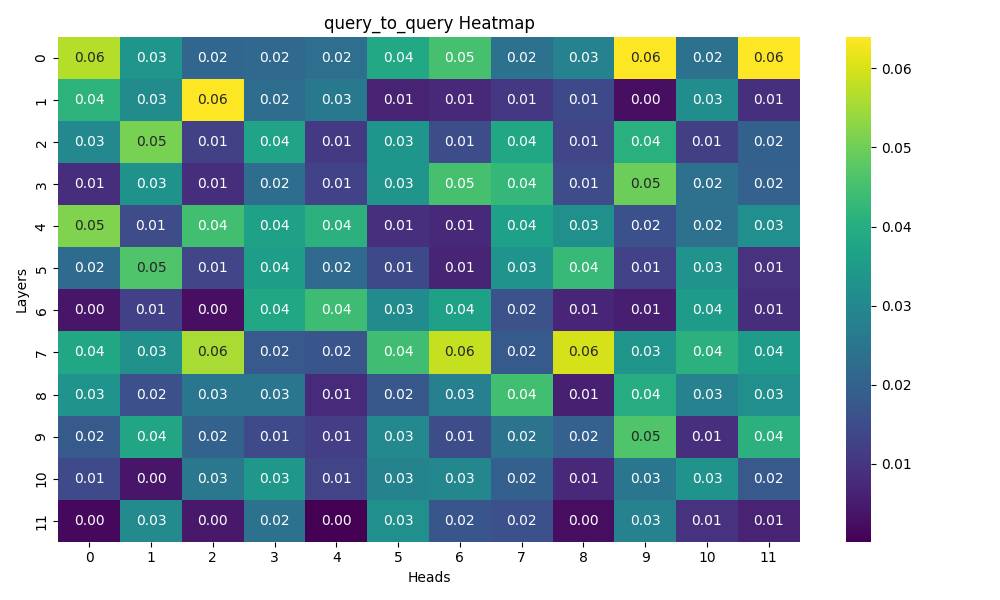 query_to_query Heatmap
0 0.06 0.03 0.02 0.02 0.02 0.04 0.05 0.02 0.03 0.06 0.02 0.06
1 0.04 0.03 0.06 0.02 0.03 0.01 0.01 0.01 0.01 0.00 0.03 0.01
2 0.03 0.05 0.01 0.04 0.01 0.03 0.01 0.04 0.01 0.04 0.01 0.02
3 0.01 0.03 0.01 0.02 0.01 0.03 0.05 0.04 0.01 0.05 0.02 0.02
4 0.05 0.01 0.04 0.04 0.04 0.01 0.01 0.04 0.03 0.02 0.02 0.03
5 0.02 0.05 0.01 0.04 0.02 0.01 0.01 0.03 0.04 0.01 0.03 0.01
6 0.00 0.01 0.00 0.04 0.04 0.03 0.04 0.02 0.01 0.01 0.04 0.01
7 0.04 0.03 0.06 0.02 0.02 0.04 0.06 0.02 0.06 0.03 0.04 0.04
8 0.03 0.02 0.03 0.03 0.01 0.02 0.03 0.04 0.01 0.04 0.03 0.03
9 0.02 0.04 0.02 0.01 0.01 0.03 0.01 0.02 0.02 0.05 0.01 0.04
10 0.01 0.00 0.03 0.03 0.01 0.03 0.03 0.02 0.01 0.03 0.03 0.02
11 0.00 0.03 0.00 0.02 0.00 0.03 0.02 0.02 0.00 0.03 0.01 0.01
0 1 2 3 4 5 6 7 8 9 10 11
Heads
Layers
0.06
0.05
0.04
0.03
0.02
0.01